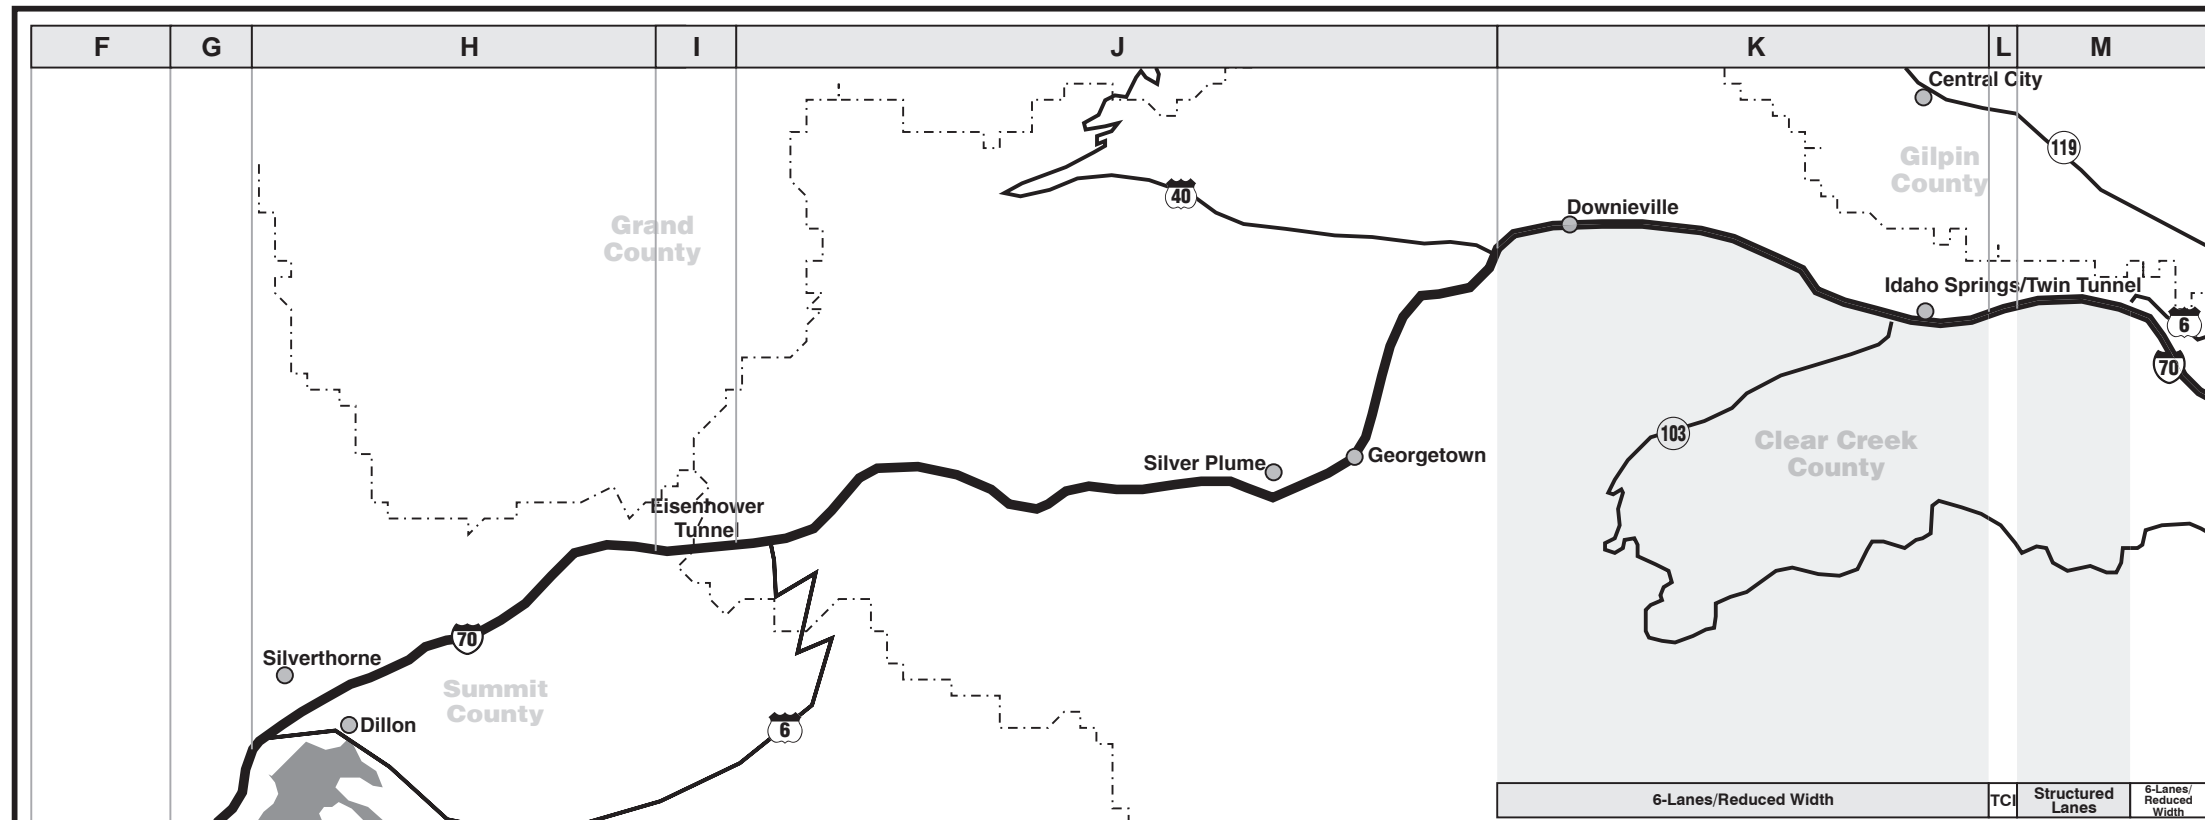 F G H I J K L M
Central City
119
Gilpin
County
40
Downieville
Grand
County
Idaho Springs/Twin Tunnel
6
70
103
Clear Creek
County
Silver Plume
Georgetown
Eisenhower
Tunnel
70
Silverthorne
Summit
County
Dillon
6
6-Lanes/Reduced Width
TCI
Structured
Lanes
6-Lanes/
Reduced
Width